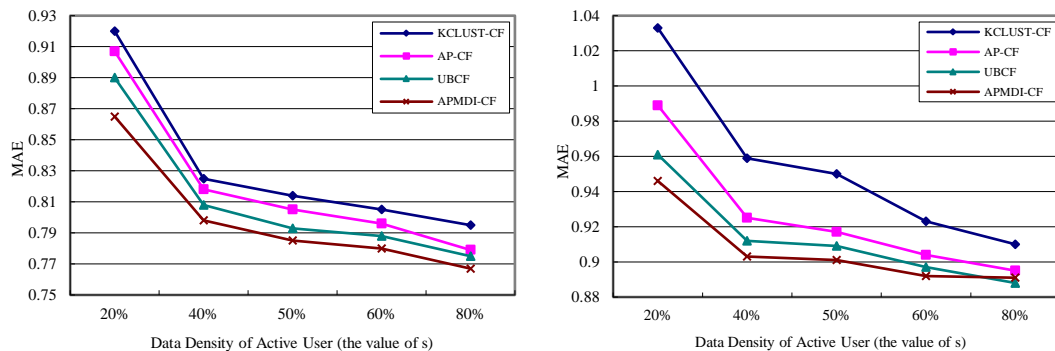 0.93
0.91
0.89
0.87
0.85
0.83
0.81
0.79
0.77
0.75
MAE
KCLUST-CF
AP-CF
UBCF
APMDI-CF
20% 40% 50% 60% 80%
Data Density of Active User (the value of s)
1.04
1.02
1
0.98
0.96
0.94
0.92
0.9
0.88
MAE
KCLUST-CF
AP-CF
UBCF
APMDI-CF
20% 40% 50% 60% 80%
Data Density of Active User (the value of s)